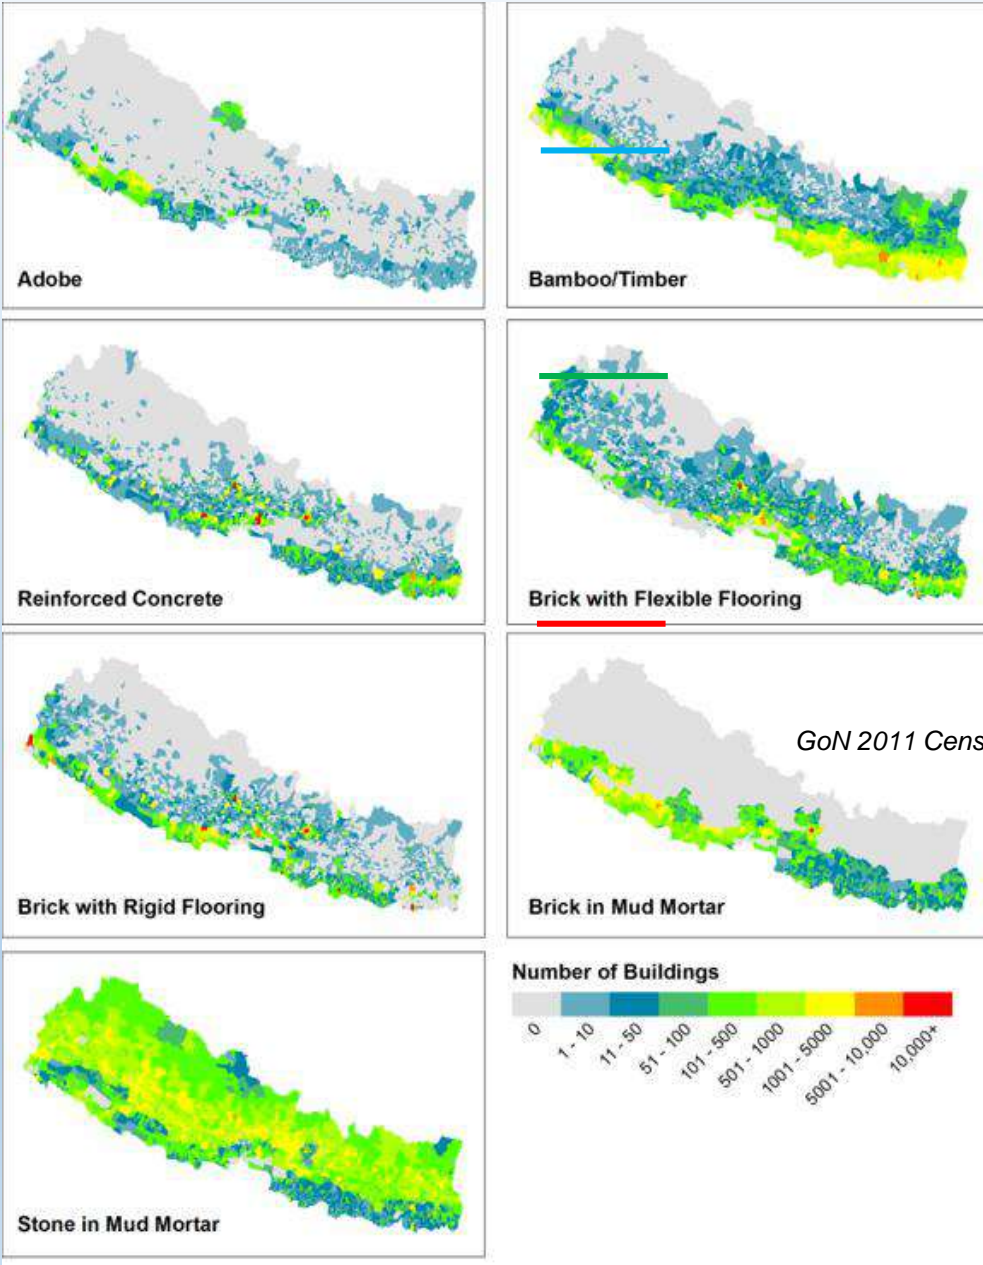 Adobe
Bamboo/Timber
Reinforced Concrete
Brick with Flexible Flooring
GoN 2011 Cens
Brick with Rigid Flooring
Brick in Mud Mortar
Number of Buildings
0
1 - 10
11 - 50
51 - 100
101 - 500
501 - 1000
1001 - 5000
5001 - 10,000
10,000+
Stone in Mud Mortar